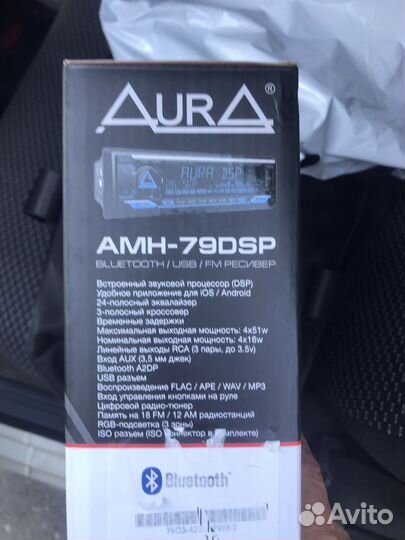 AURA®
AURA DSP
AMH-79DSP
BLUETOOTH / USB / FM РЕСИВЕР
Встроенный звуковой процессор (DSP)
Удобное приложение для iOS / Android
24-полосный эквалайзер
3-полосный кроссовер
Временные задержки
Максимальная выходная мощность: 4x51w
Номинальная выходная мощность: 4x16w
Линейные выходы RCA (3 пары, до 3.5v)
Вход AUX (3,5 мм джек)
Bluetooth A2DP
USB разъем
Воспроизведение FLAC / APE / WAV / MP3
Вход управления кнопками на руле
Цифровой радио-тюнер
Память на 18 FM / 12 AM радиостанций
RGB-подсветка (3 зоны)
ISO разъем (ISO коннектор в комплекте)
Bluetooth®
Avito